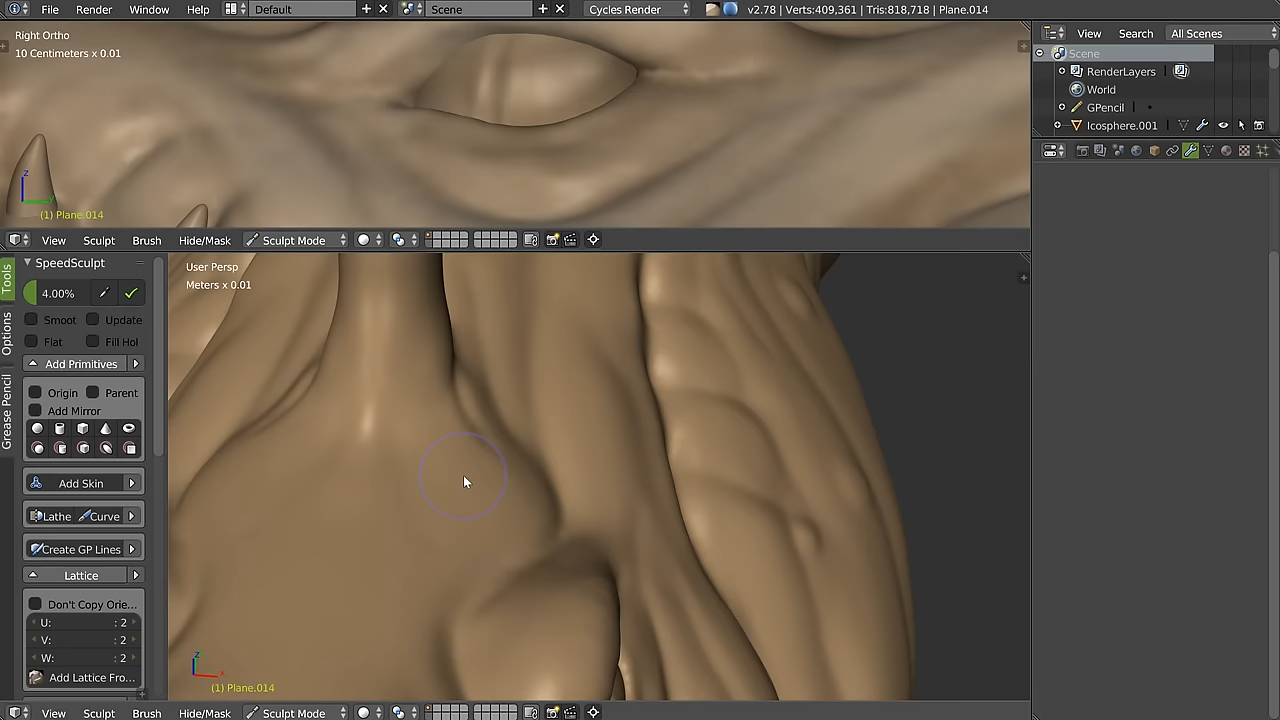 File Render Window Help Default Scene Cycles Render v2.78 | Verts:409,361 | Tris:818,718 | Plane.014
Right Ortho
10 Centimeters x 0.01
z
y
(1) Plane.014
View Sculpt Brush Hide/Mask Sculpt Mode
View Search All Scenes
Scene
RenderLayers
World
GPencil
Icosphere.001
Tools
Options
Grease Pencil
SpeedSculpt
4.00%
Smoot Update
Flat Fill Hol
Add Primitives
Origin Parent
Add Mirror
Add Skin
Lathe Curve
Create GP Lines
Lattice
Don't Copy Orie...
U: : 2
V: : 2
W: : 2
Add Lattice Fro...
User Persp
Meters x 0.01
z
x
(1) Plane.014
View Sculpt Brush Hide/Mask Sculpt Mode